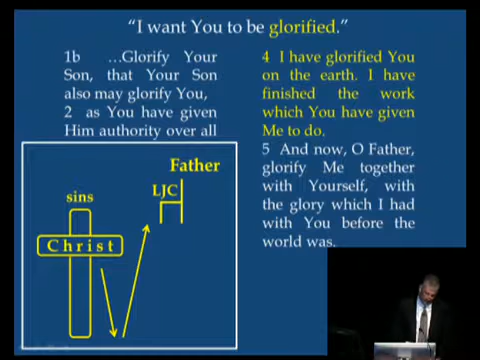 “I want You to be glorified.”
1b …Glorify Your
Son, that Your Son
also may glorify You,
2 as You have given
Him authority over all
4 I have glorified You
on the earth. I have
finished the work
which You have given
Me to do.
5 And now, O Father,
glorify Me together
with Yourself, with
the glory which I had
with You before the
world was.
Father
LJC
sins
Christ